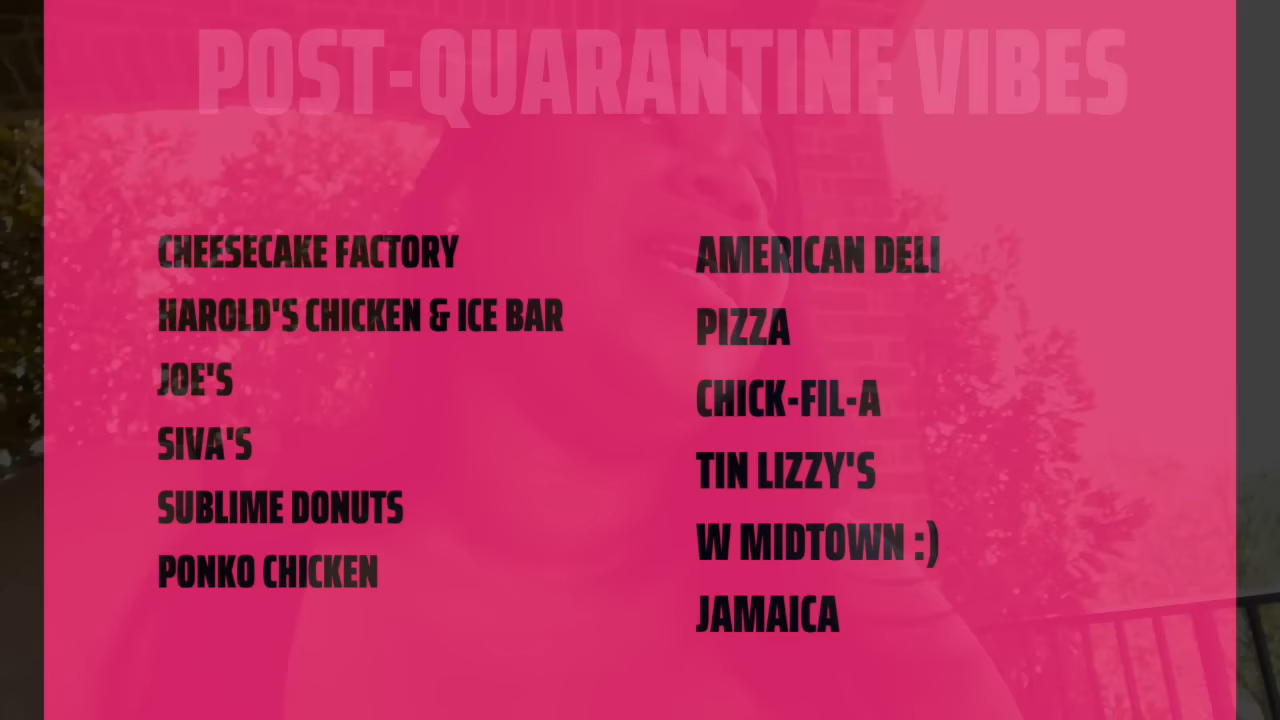 POST-QUARANTINE VIBES
CHEESECAKE FACTORY
HAROLD'S CHICKEN & ICE BAR
JOE'S
SIVA'S
SUBLIME DONUTS
PONKO CHICKEN
AMERICAN DELI
PIZZA
CHICK-FIL-A
TIN LIZZY'S
W MIDTOWN :)
JAMAICA